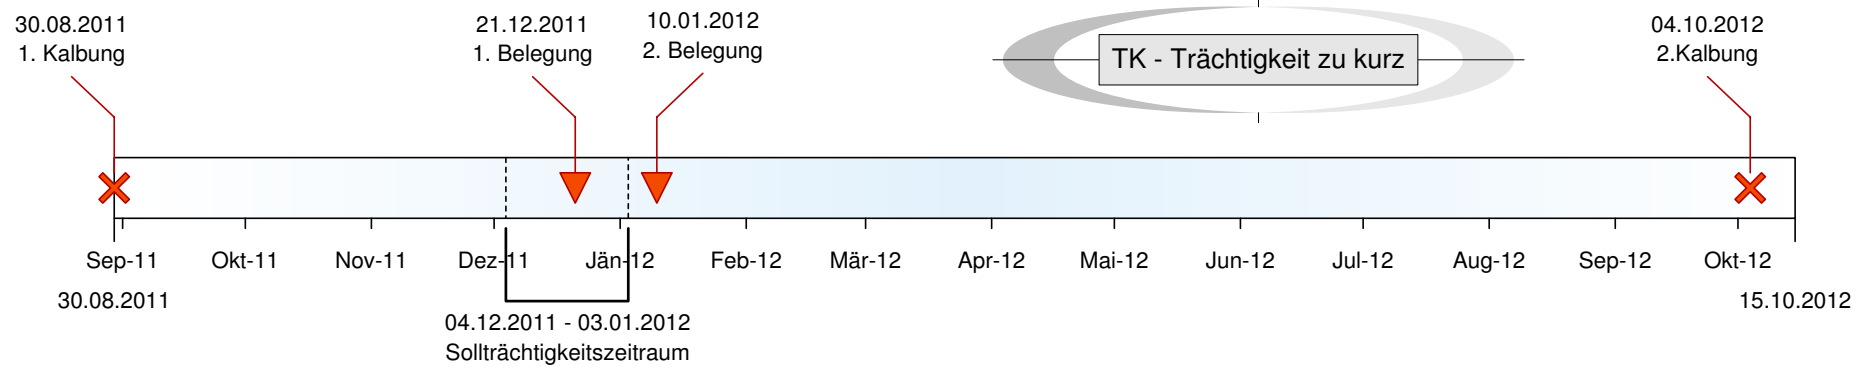 30.08.2011
1. Kalbung
21.12.2011
1. Belegung
10.01.2012
2. Belegung
TK - Trächtigkeit zu kurz
04.10.2012
2.Kalbung
Sep-11 Okt-11 Nov-11 Dez-11 Jän-12 Feb-12 Mär-12 Apr-12 Mai-12 Jun-12 Jul-12 Aug-12 Sep-12 Okt-12
30.08.2011
15.10.2012
04.12.2011 - 03.01.2012
Sollträchtigkeitszeitraum